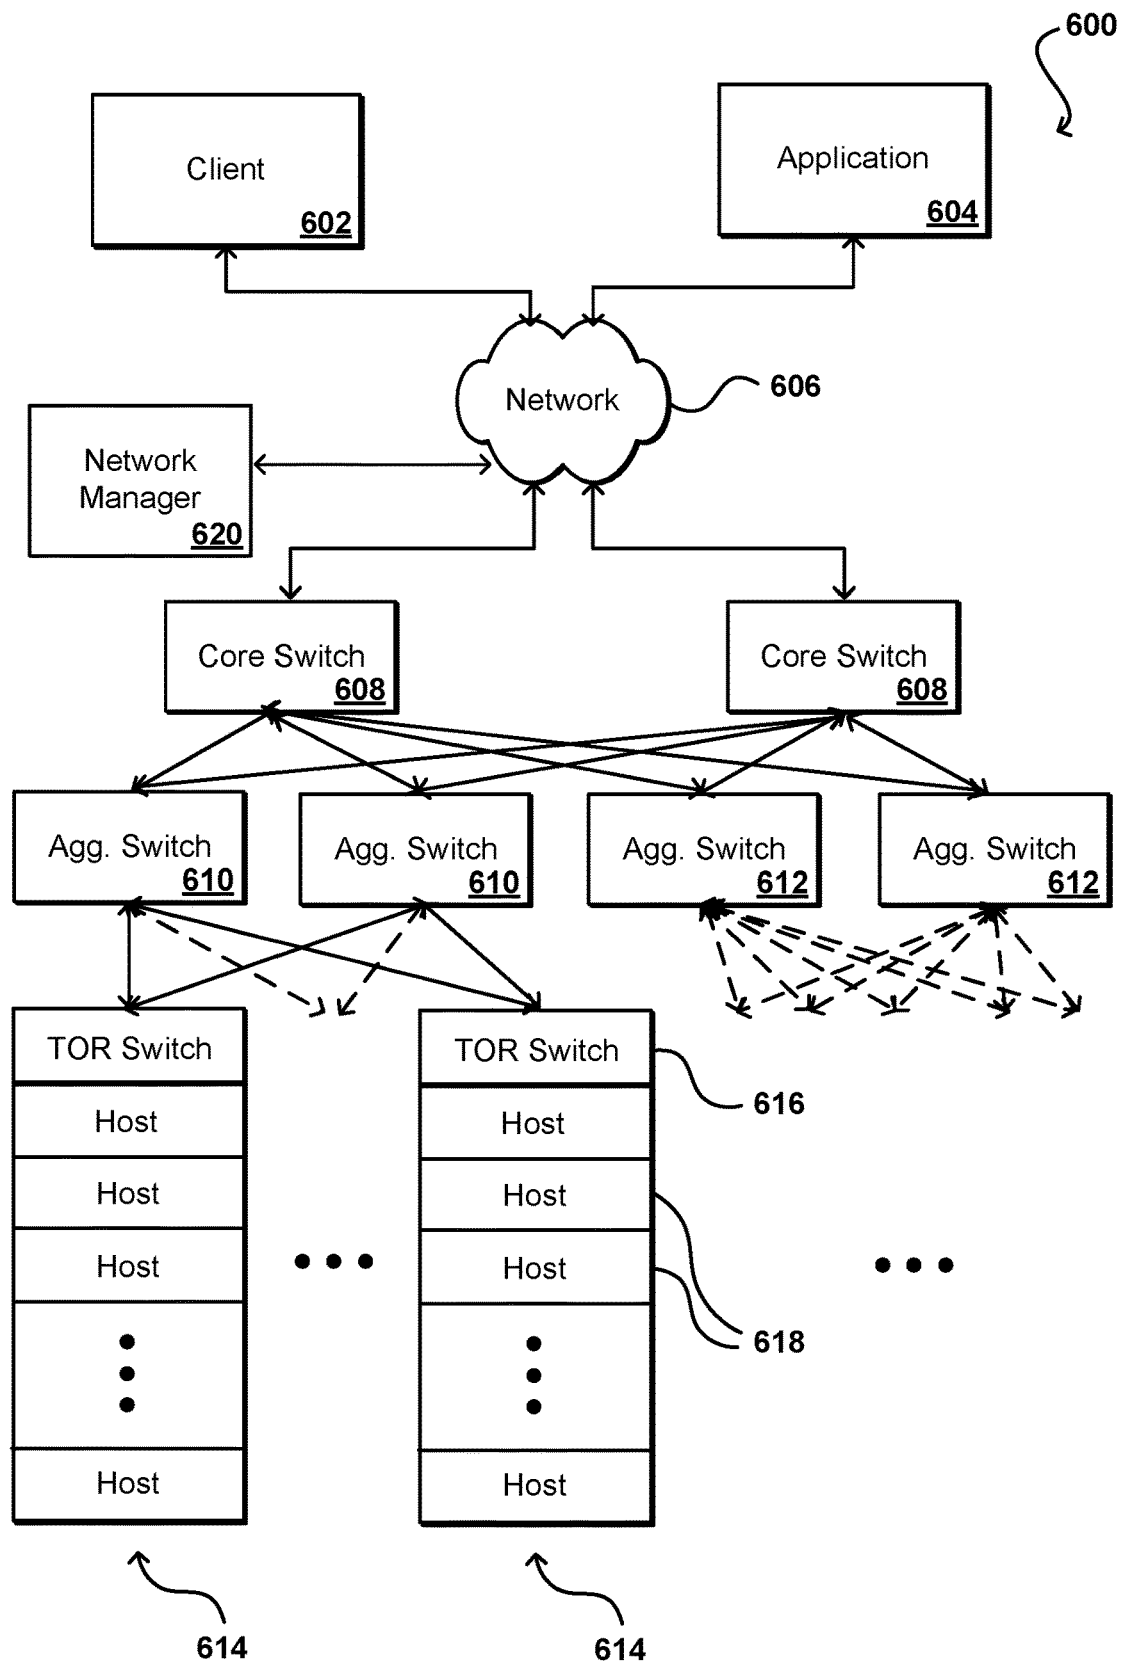 600
Client
602
Application
604
Network
606
Network
Manager
620
Core Switch
608
Core Switch
608
Agg. Switch
610
Agg. Switch
610
Agg. Switch
612
Agg. Switch
612
TOR Switch
Host
Host
Host
Host
TOR Switch
Host
Host
Host
Host
616
618
614
614